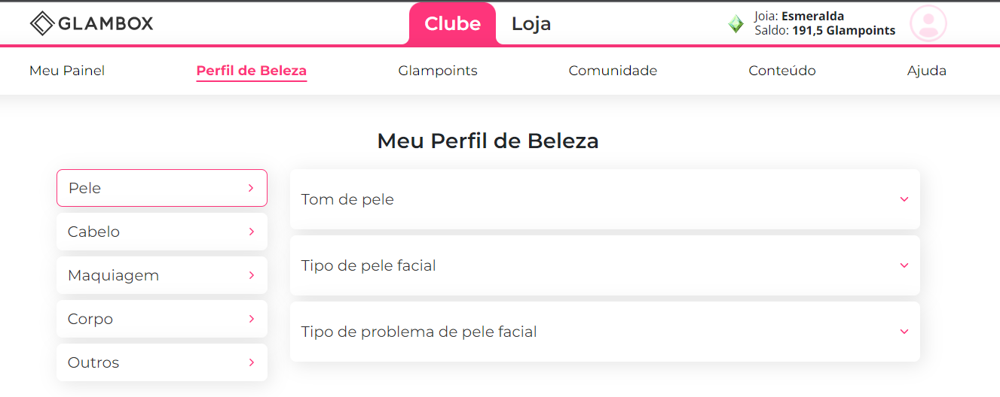 GLAMBOX
Clube
Loja
Joia: Esmeralda
Saldo: 191,5 Glampoints
Meu Painel
Perfil de Beleza
Glampoints
Comunidade
Conteúdo
Ajuda
Meu Perfil de Beleza
Pele
Cabelo
Maquiagem
Corpo
Outros
Tom de pele
Tipo de pele facial
Tipo de problema de pele facial